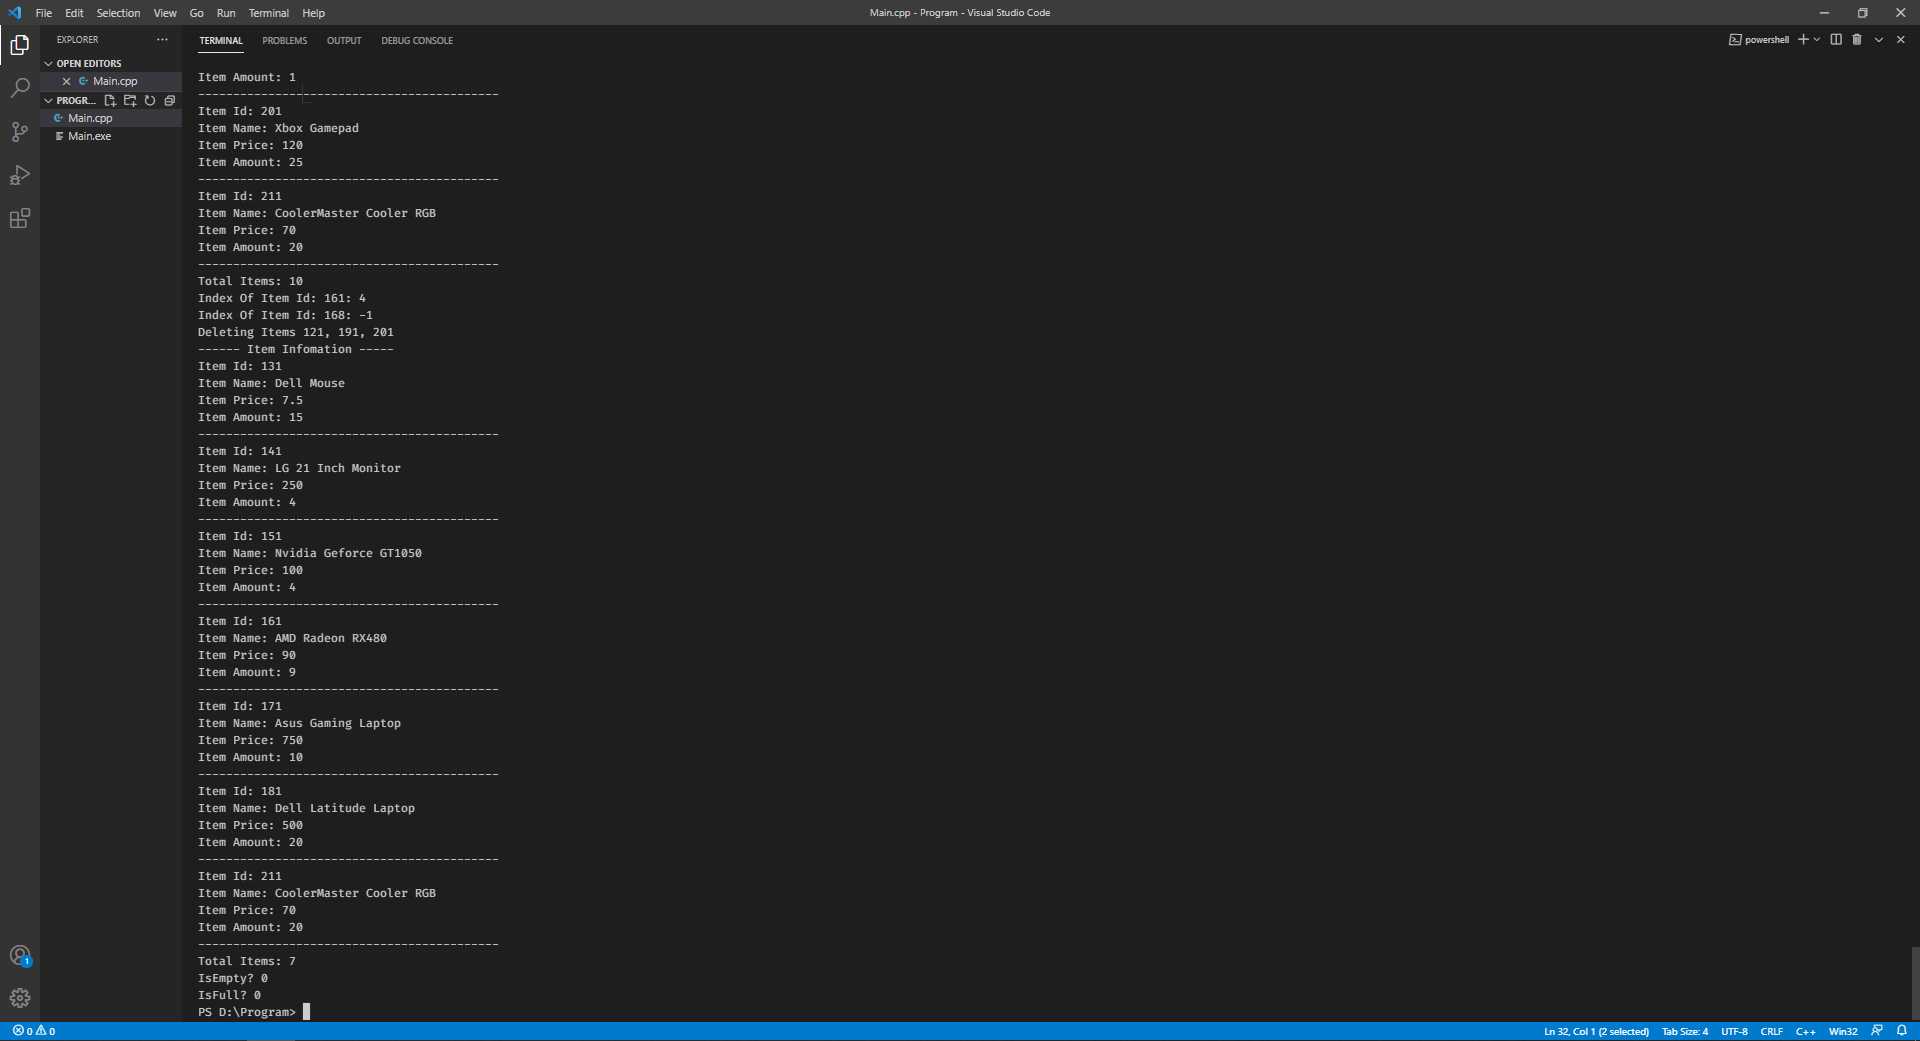 File Edit Selection View Go Run Terminal Help
Main.cpp - Program - Visual Studio Code
EXPLORER
OPEN EDITORS
Main.cpp
PROGR...
Main.cpp
Main.exe
TERMINAL PROBLEMS OUTPUT DEBUG CONSOLE
powershell
Item Amount: 1
-------------------------------------------
Item Id: 201
Item Name: Xbox Gamepad
Item Price: 120
Item Amount: 25
-------------------------------------------
Item Id: 211
Item Name: CoolerMaster Cooler RGB
Item Price: 70
Item Amount: 20
-------------------------------------------
Total Items: 10
Index Of Item Id: 161: 4
Index Of Item Id: 168: -1
Deleting Items 121, 191, 201
------ Item Infomation -----
Item Id: 131
Item Name: Dell Mouse
Item Price: 7.5
Item Amount: 15
-------------------------------------------
Item Id: 141
Item Name: LG 21 Inch Monitor
Item Price: 250
Item Amount: 4
-------------------------------------------
Item Id: 151
Item Name: Nvidia Geforce GT1050
Item Price: 100
Item Amount: 4
-------------------------------------------
Item Id: 161
Item Name: AMD Radeon RX480
Item Price: 90
Item Amount: 9
-------------------------------------------
Item Id: 171
Item Name: Asus Gaming Laptop
Item Price: 750
Item Amount: 10
-------------------------------------------
Item Id: 181
Item Name: Dell Latitude Laptop
Item Price: 500
Item Amount: 20
-------------------------------------------
Item Id: 211
Item Name: CoolerMaster Cooler RGB
Item Price: 70
Item Amount: 20
-------------------------------------------
Total Items: 7
IsEmpty? 0
IsFull? 0
PS D:\Program>
1
0 0
Ln 32, Col 1 (2 selected) Tab Size: 4 UTF-8 CRLF C++ Win32